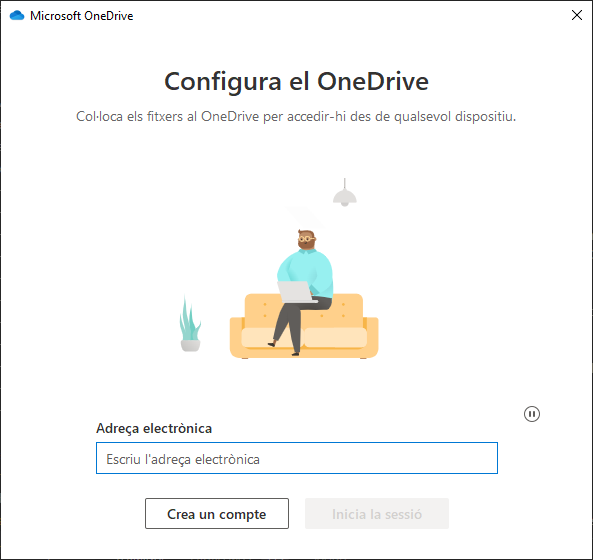 Microsoft OneDrive
Configura el OneDrive
Col·loca els fitxers al OneDrive per accedir-hi des de qualsevol dispositiu.
Adreça electrònica
Escriu l'adreça electrònica
Crea un compte
Inicia la sessió